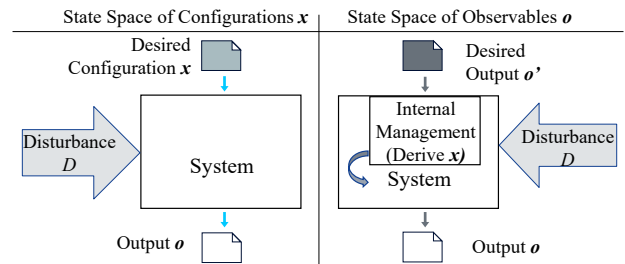 State Space of Configurations x
State Space of Observables o
Desired
Configuration x
Disturbance
D
System
Output o
Desired
Output o’
Internal
Management
(Derive x)
System
Disturbance
D
Output o